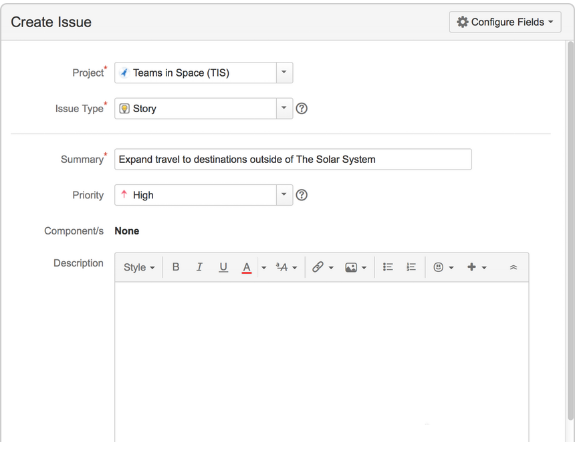 Create Issue
Configure Fields
Project*
Teams in Space (TIS)
Issue Type*
Story
Summary*
Expand travel to destinations outside of The Solar System
Priority
High
Component/s
None
Description
Style B I U A ªA